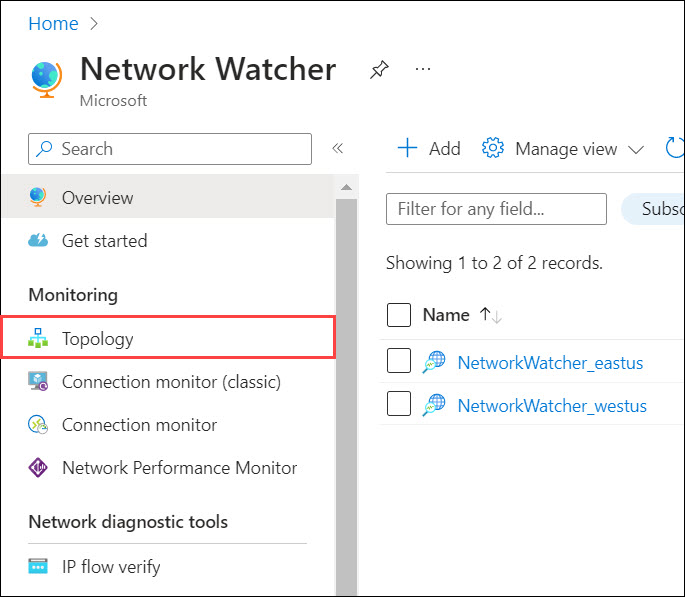 Home >
Network Watcher
Microsoft
Search
Overview
Get started
Monitoring
Topology
Connection monitor (classic)
Connection monitor
Network Performance Monitor
Network diagnostic tools
IP flow verify
Add Manage view
Filter for any field...
Showing 1 to 2 of 2 records.
Name ↑↓
NetworkWatcher_eastus
NetworkWatcher_westus